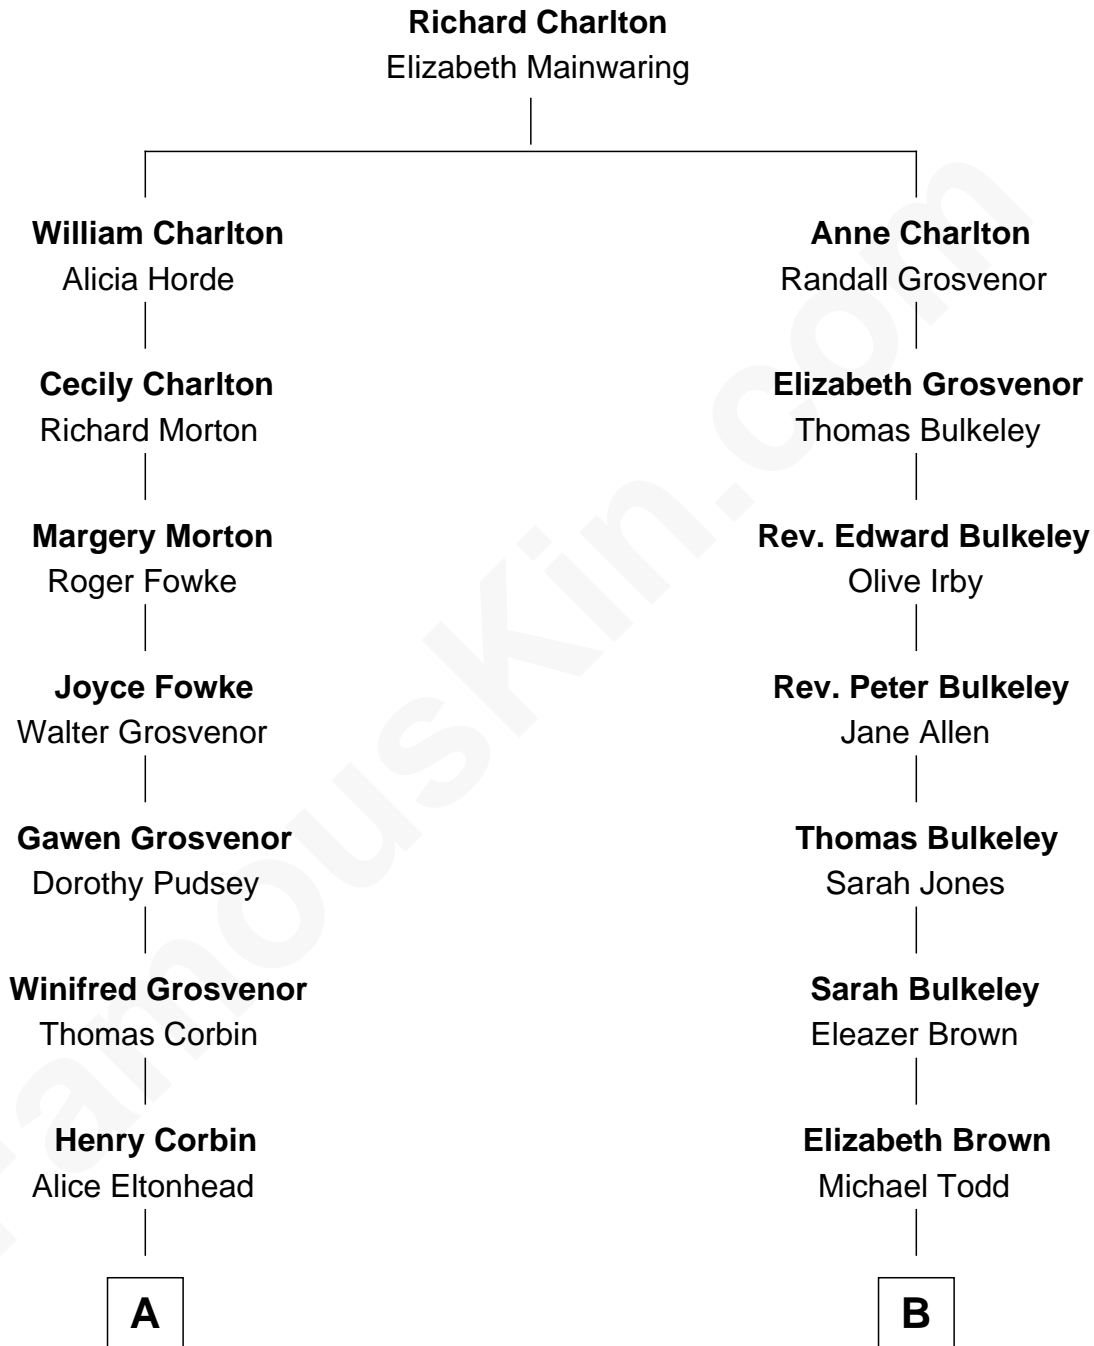 Richard Charlton
Elizabeth Mainwaring
William Charlton
Alicia Horde
Cecily Charlton
Richard Morton
Margery Morton
Roger Fowke
Joyce Fowke
Walter Grosvenor
Gawen Grosvenor
Dorothy Pudsey
Winifred Grosvenor
Thomas Corbin
Henry Corbin
Alice Eltonhead
A
Anne Charlton
Randall Grosvenor
Elizabeth Grosvenor
Thomas Bulkeley
Rev. Edward Bulkeley
Olive Irby
Rev. Peter Bulkeley
Jane Allen
Thomas Bulkeley
Sarah Jones
Sarah Bulkeley
Eleazer Brown
Elizabeth Brown
Michael Todd
B
FamousKin.com